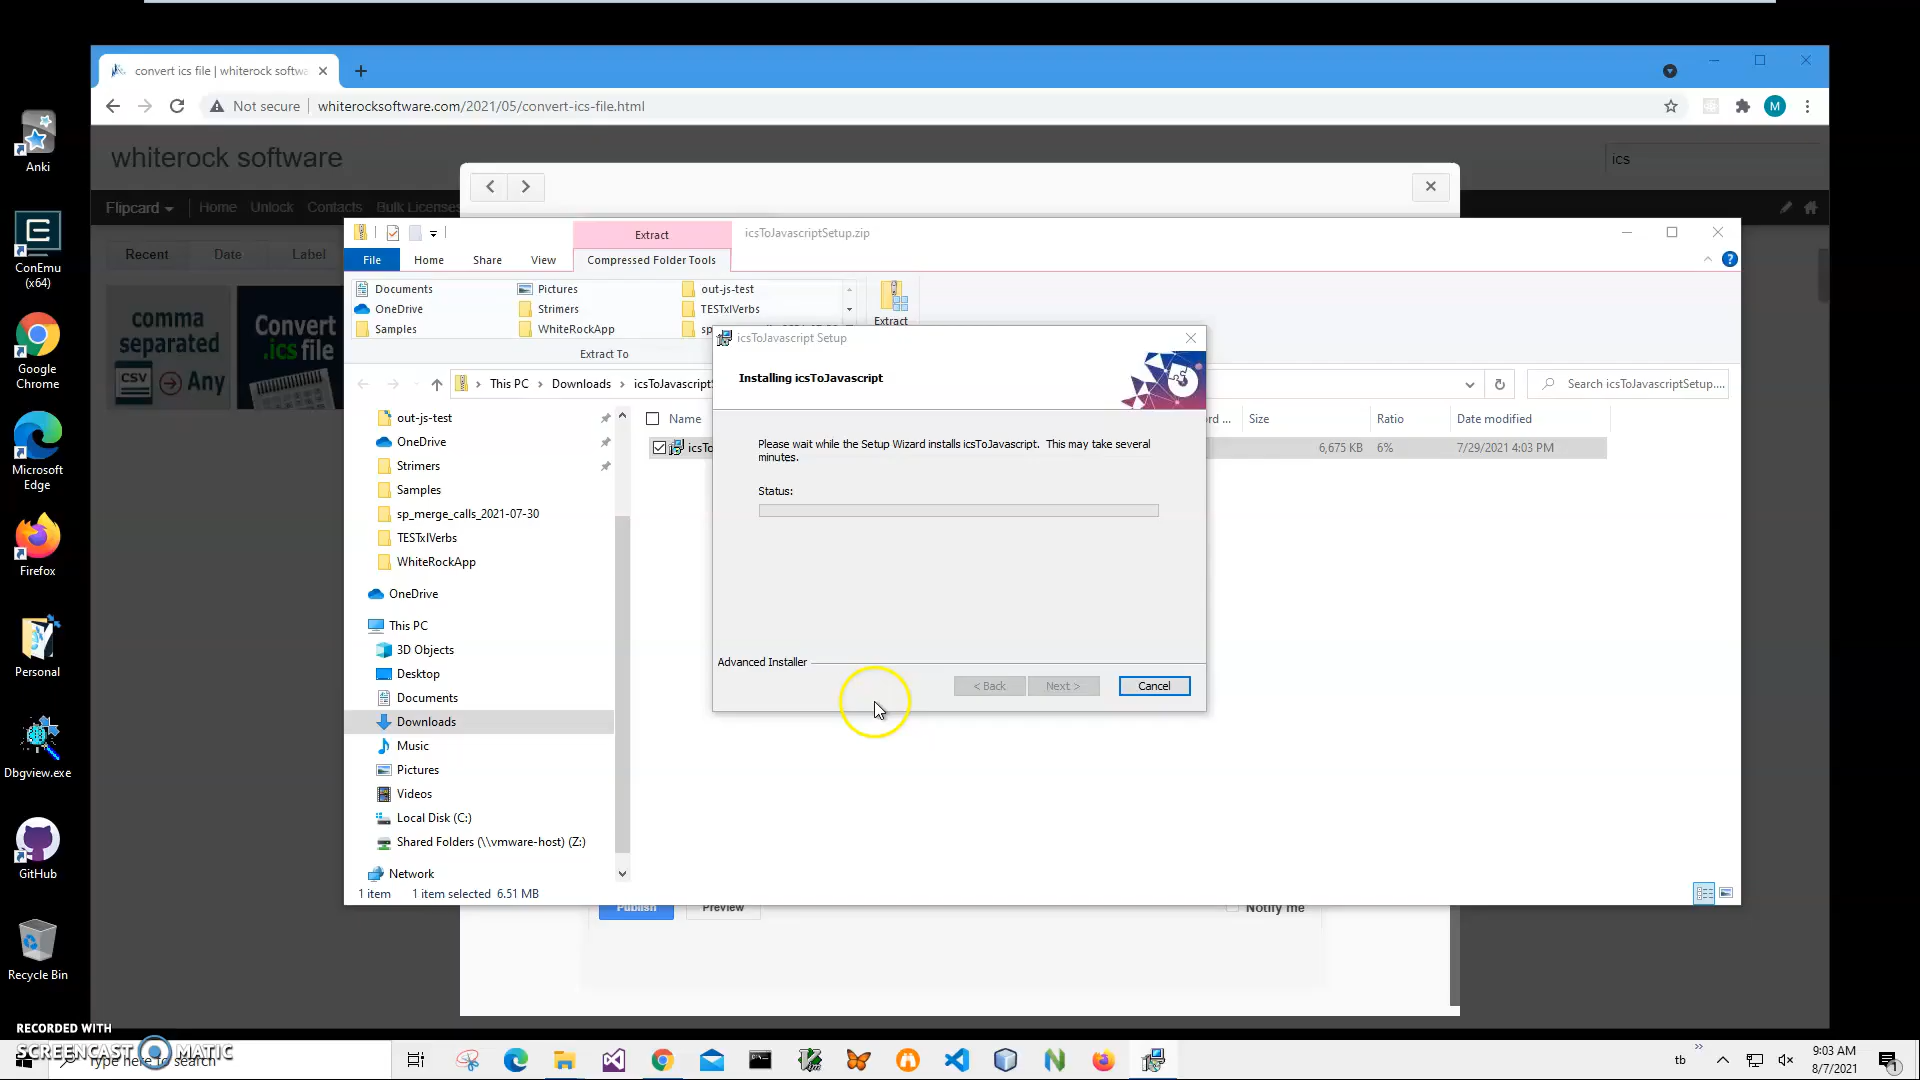 convert ics file | whiterock softwa
Not secure
whiterocksoftware.com/2021/05/convert-ics-file.html
M
whiterock software
ics
Flipcard
Home
Unlock
Contacts
Bulk Licenses
Recent
Date
Label
comma
separated
CSV
Any
Convert
.ics file
Extract
icsToJavascriptSetup.zip
File
Home
Share
View
Compressed Folder Tools
Documents
Pictures
out-js-test
OneDrive
Strimers
TESTxlVerbs
Samples
WhiteRockApp
Extract
Extract To
This PC
Downloads
icsToJavascript
Search icsToJavascriptSetup....
Name
Size
Ratio
Date modified
icsTo
6,675 KB
6%
7/29/2021 4:03 PM
out-js-test
OneDrive
Strimers
Samples
sp_merge_calls_2021-07-30
TESTxlVerbs
WhiteRockApp
OneDrive
This PC
3D Objects
Desktop
Documents
Downloads
Music
Pictures
Videos
Local Disk (C:)
Shared Folders (\\vmware-host) (Z:)
Network
1 item
1 item selected 6.51 MB
icsToJavascript Setup
Installing icsToJavascript
Please wait while the Setup Wizard installs icsToJavascript. This may take several
minutes.
Status:
Advanced Installer
< Back
Next >
Cancel
Publish
Preview
Notify me
Anki
ConEmu
(x64)
Google
Chrome
Microsoft
Edge
Firefox
Personal
Dbgview.exe
GitHub
Recycle Bin
RECORDED WITH
SCREENCAST MATIC
Type here to search
tb
9:03 AM
8/7/2021
1